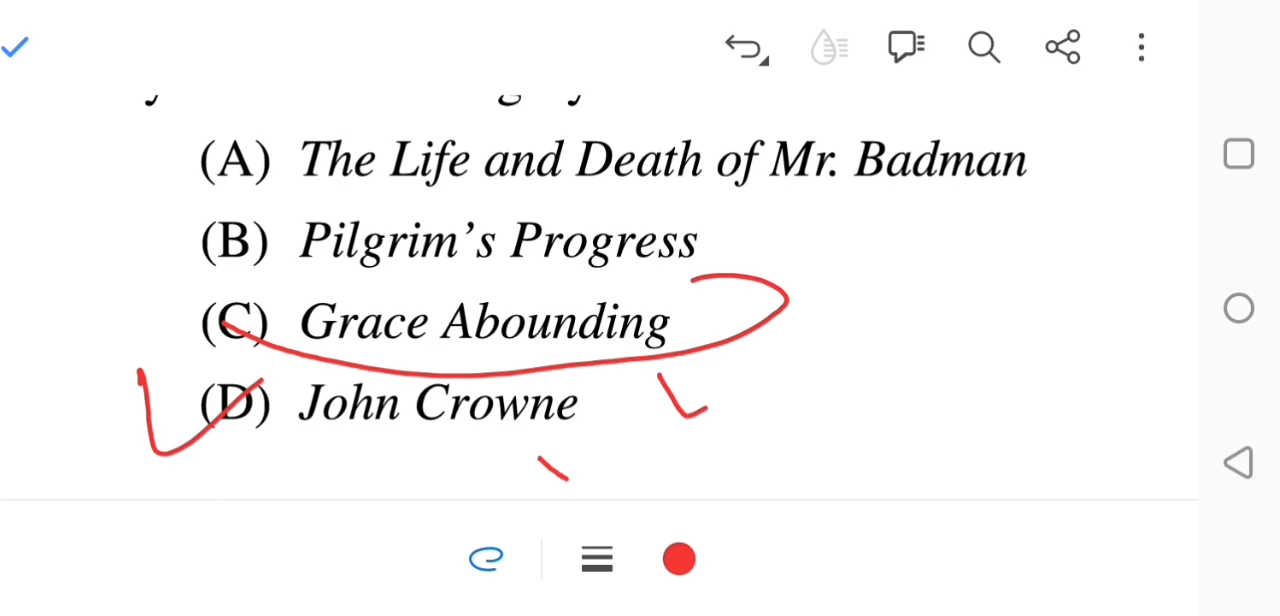 (A) The Life and Death of Mr. Badman
(B) Pilgrim's Progress
(C) Grace Abounding
(D) John Crowne